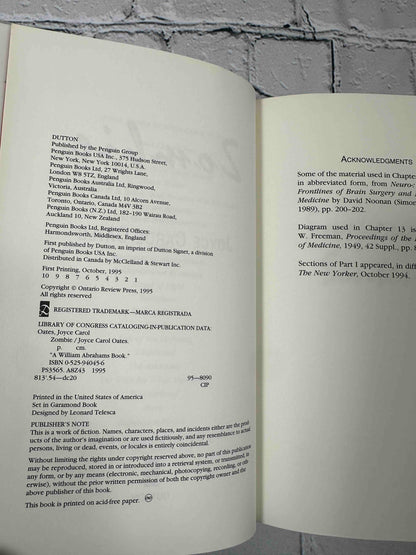 DUTTON
Published by the Penguin Group
Penguin Books USA Inc., 375 Hudson Street,
New York, New York 10014, U.S.A.
Penguin Books Ltd, 27 Wrights Lane,
London W8 5TZ, England
Penguin Books Australia Ltd, Ringwood,
Victoria, Australia
Penguin Books Canada Ltd, 10 Alcorn Avenue,
Toronto, Ontario, Canada M4V 3B2
Penguin Books (N.Z.) Ltd, 182–190 Wairau Road,
Auckland 10, New Zealand
Penguin Books Ltd, Registered Offices:
Harmondsworth, Middlesex, England
First published by Dutton, an imprint of Dutton Signet, a division
of Penguin Books USA Inc.
Distributed in Canada by McClelland & Stewart Inc.
First Printing, October, 1995
10 9 8 7 6 5 4 3 2 1
Copyright © Ontario Review Press, 1995
All rights reserved
REGISTERED TRADEMARK—MARCA REGISTRADA
LIBRARY OF CONGRESS CATALOGING-IN-PUBLICATION DATA:
Oates, Joyce Carol
Zombie / Joyce Carol Oates.
p. cm.
"A William Abrahams Book."
ISBN 0-525-94045-6
PS3565.A8Z43 1995
813'.54—dc20 95—8090
CIP
Printed in the United States of America
Set in Garamond Book
Designed by Leonard Telesca
PUBLISHER'S NOTE
This is a work of fiction. Names, characters, places, and incidents either are the prod
ucts of the author's imagination or are used fictitiously, and any resemblance to actual
persons, living or dead, events, or locales is entirely coincidental.
Without limiting the rights under copyright reserved above, no part of this publication
may be reproduced, stored in or introduced into a retrieval system, or transmitted, in
any form, or by any means (electronic, mechanical, photocopying, recording, or oth
erwise), without the prior written permission of both the copyright owner and the
above publisher of this book.
This book is printed on acid-free paper.
ACKNOWLEDGMENTS
Some of the material used in Chapter
in abbreviated form, from Neuro-
Frontlines of Brain Surgery and
Medicine by David Noonan (Simon
1989), pp. 200–202.
Diagram used in Chapter 13 is
W. Freeman, Proceedings of the
of Medicine, 1949, 42 Suppl., pp. 8
Sections of Part I appeared, in differ
The New Yorker, October 1994.